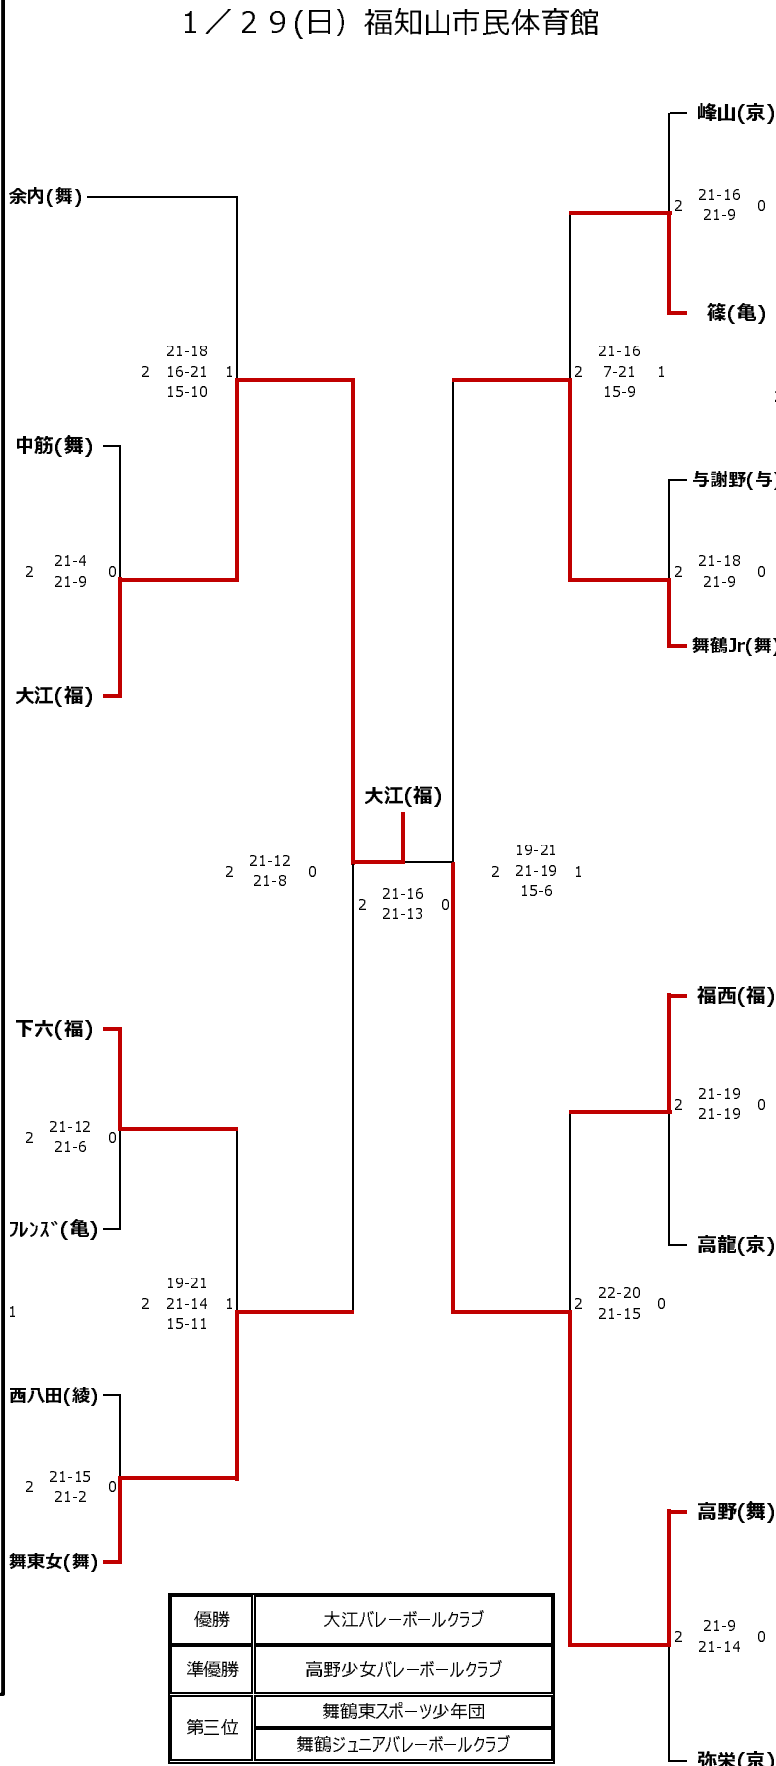 １／２９(日）福知山市民体育館
峰山(京)
余内(舞)
2 21-16 0
21-9
篠(亀)
21-18
2 16-21 1
15-10
21-16
2 7-21 1
15-9
中筋(舞)
与謝野(与)
2 21-4 0
21-9
2 21-18 0
21-9
舞鶴Jr(舞)
大江(福)
大江(福)
2 21-12 0
21-8
19-21
2 21-19 1
15-6
2 21-16 0
21-13
福西(福)
下六(福)
2 21-19 0
21-19
2 21-12 0
21-6
ﾌﾚﾝｽﾞ(亀)
高龍(京)
19-21
2 21-14 1
15-11
2 22-20 0
21-15
1
西八田(綾)
2 21-15 0
21-2
高野(舞)
舞東女(舞)
2 21-9 0
21-14
優勝 大江バレーボールクラブ
準優勝 高野少女バレーボールクラブ
第三位 舞鶴東スポーツ少年団
舞鶴ジュニアバレーボールクラブ
弥栄(京)